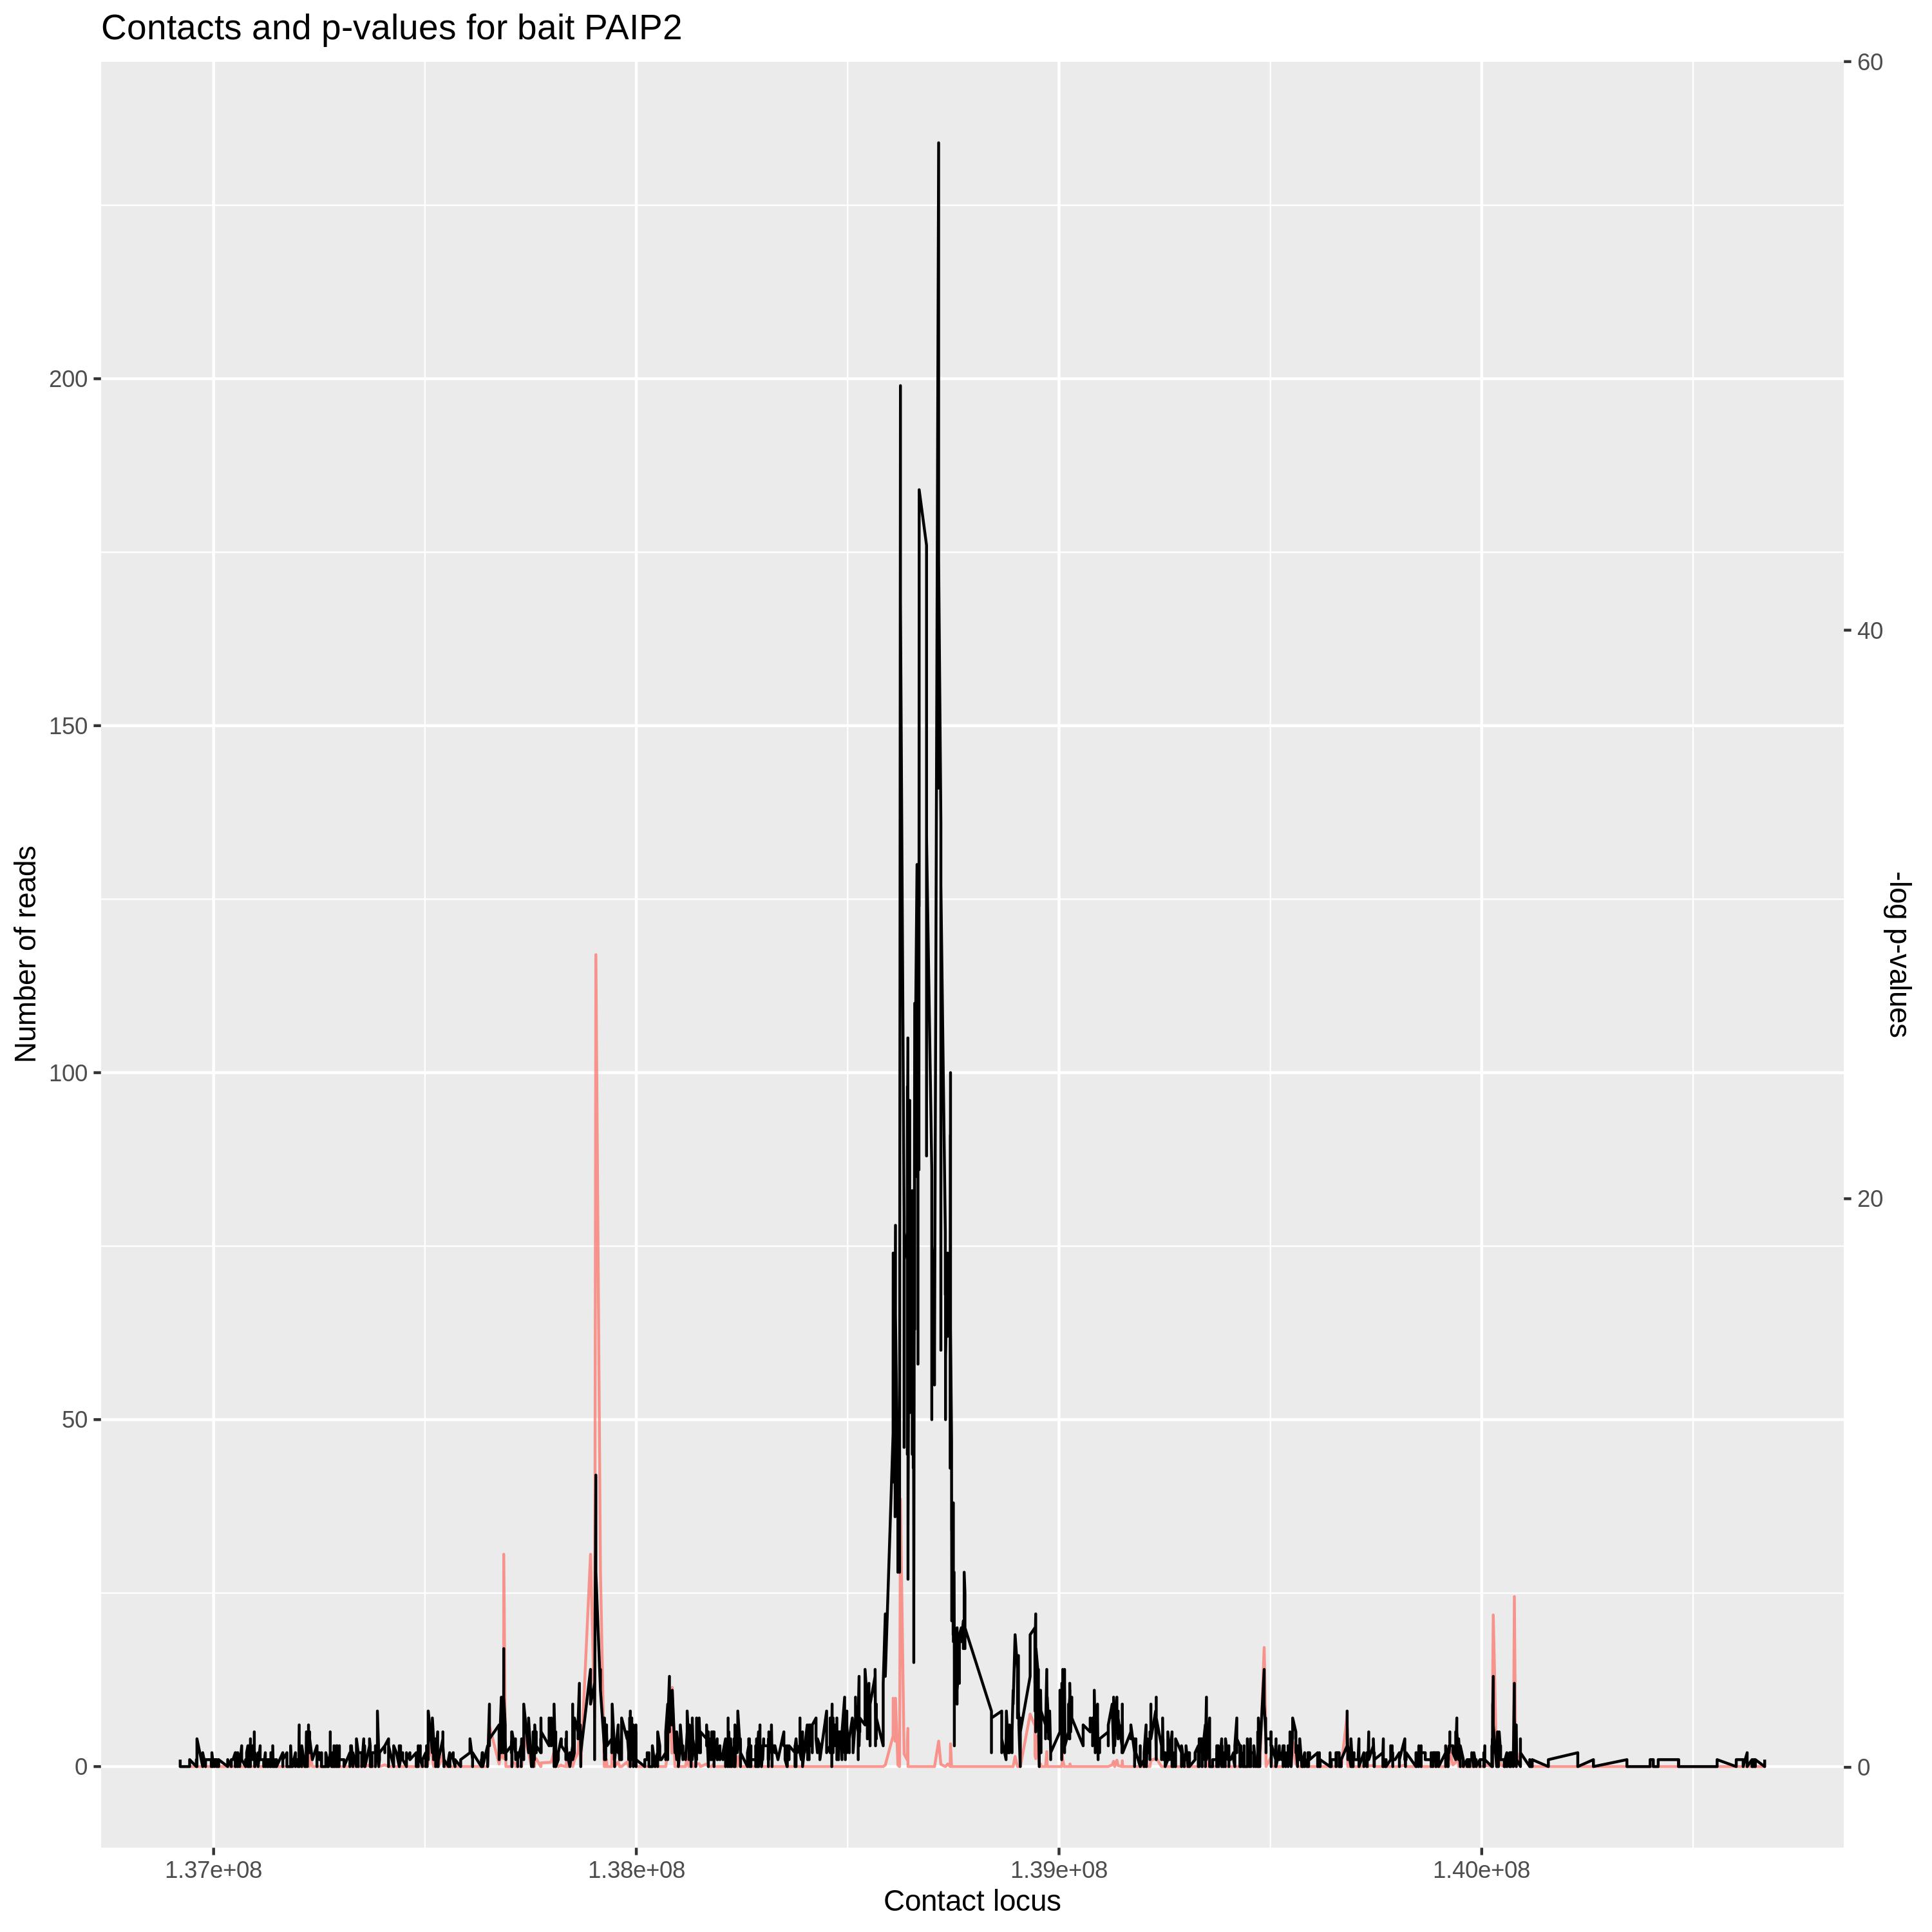 Contacts and p-values for bait PAIP2
60
40
20
0
-log p-values
200
150
100
50
0
Number of reads
1.37e+08
1.38e+08
1.39e+08
1.40e+08
Contact locus